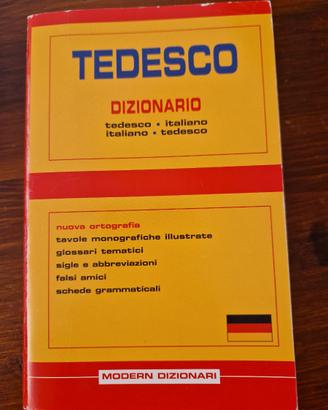 TEDESCO
DIZIONARIO
tedesco • italiano
italiano • tedesco
nuova ortografia
tavole monografiche illustrate
glossari tematici
sigle e abbreviazioni
falsi amici
schede grammaticali
MODERN DIZIONARI